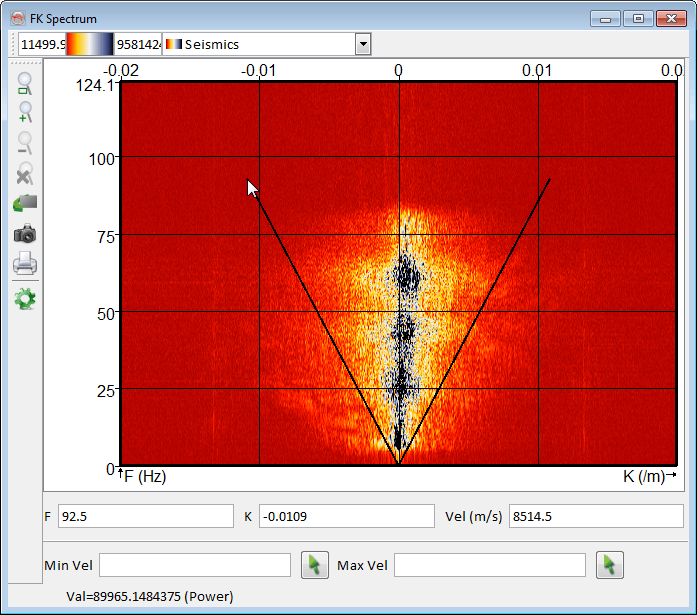 FK Spectrum
11499.9 958142 Seismics
-0.02 -0.01 0 0.01 0.0
124.1
100
75
50
25
0
F (Hz) K (/m)
F 92.5 K -0.0109 Vel (m/s) 8514.5
Min Vel Max Vel
Val=89965.1484375 (Power)